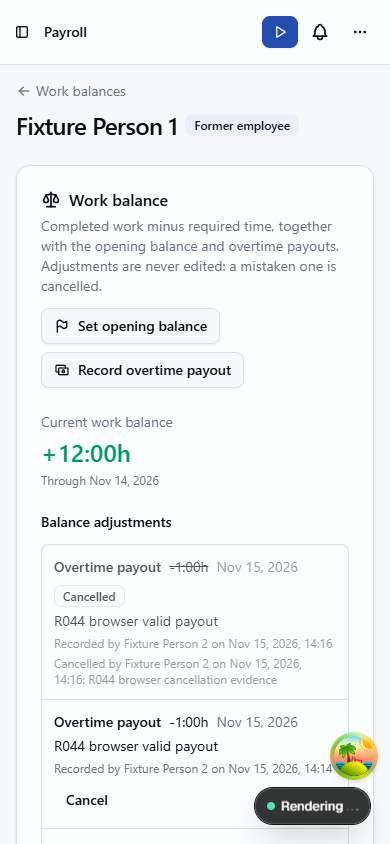 Payroll
Work balances
Fixture Person 1 Former employee
Work balance
Completed work minus required time, together
with the opening balance and overtime payouts.
Adjustments are never edited: a mistaken one is
cancelled.
Set opening balance
Record overtime payout
Current work balance
+12:00h
Through Nov 14, 2026
Balance adjustments
Overtime payout -1:00h Nov 15, 2026
Cancelled
R044 browser valid payout
Recorded by Fixture Person 2 on Nov 15, 2026, 14:16
Cancelled by Fixture Person 2 on Nov 15, 2026,
14:16: R044 browser cancellation evidence
Overtime payout -1:00h Nov 15, 2026
R044 browser valid payout
Recorded by Fixture Person 2 on Nov 15, 2026, 14:14
Cancel
Rendering ...